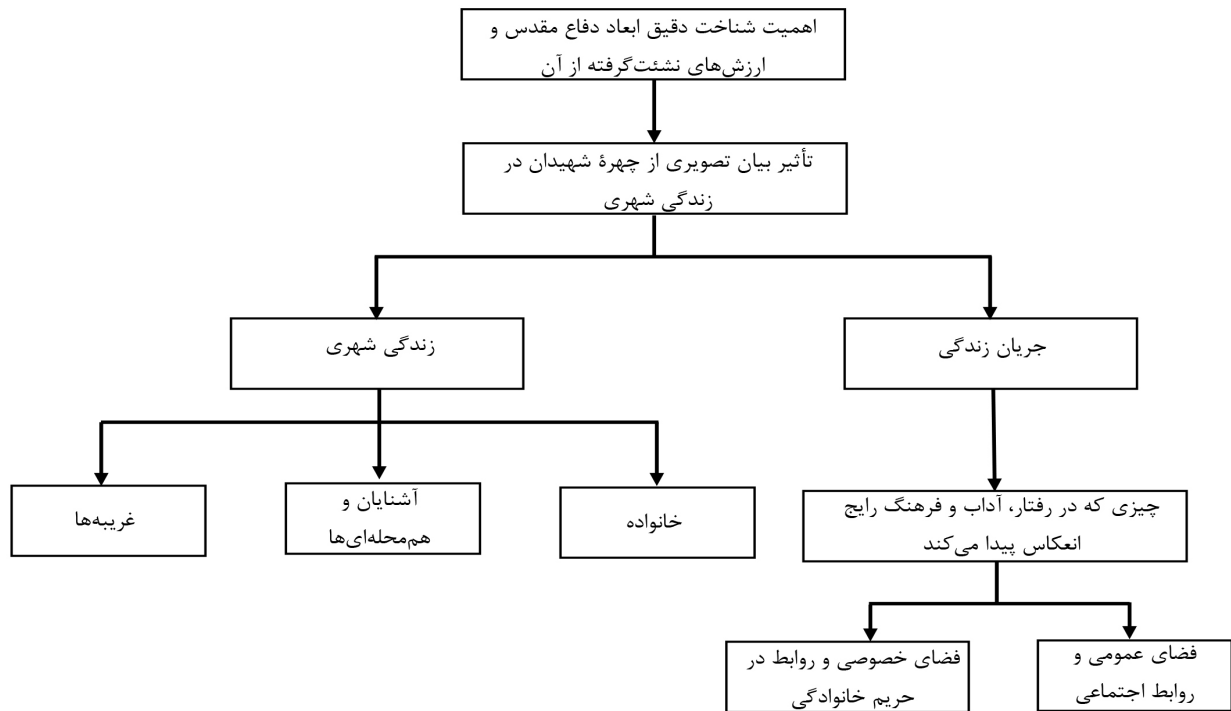 اهمیت شناخت دقیق ابعاد دفاع مقدس و
ارزش‌های نشئت‌گرفته از آن
تأثیر بیان تصویری از چهرهٔ شهیدان در
زندگی شهری
جریان زندگی
زندگی شهری
خانواده
آشنایان و
هم‌محله‌ای‌ها
غریبه‌ها
چیزی که در رفتار، آداب و فرهنگ رایج
انعکاس پیدا می‌کند
فضای عمومی و
روابط اجتماعی
فضای خصوصی و روابط در
حریم خانوادگی